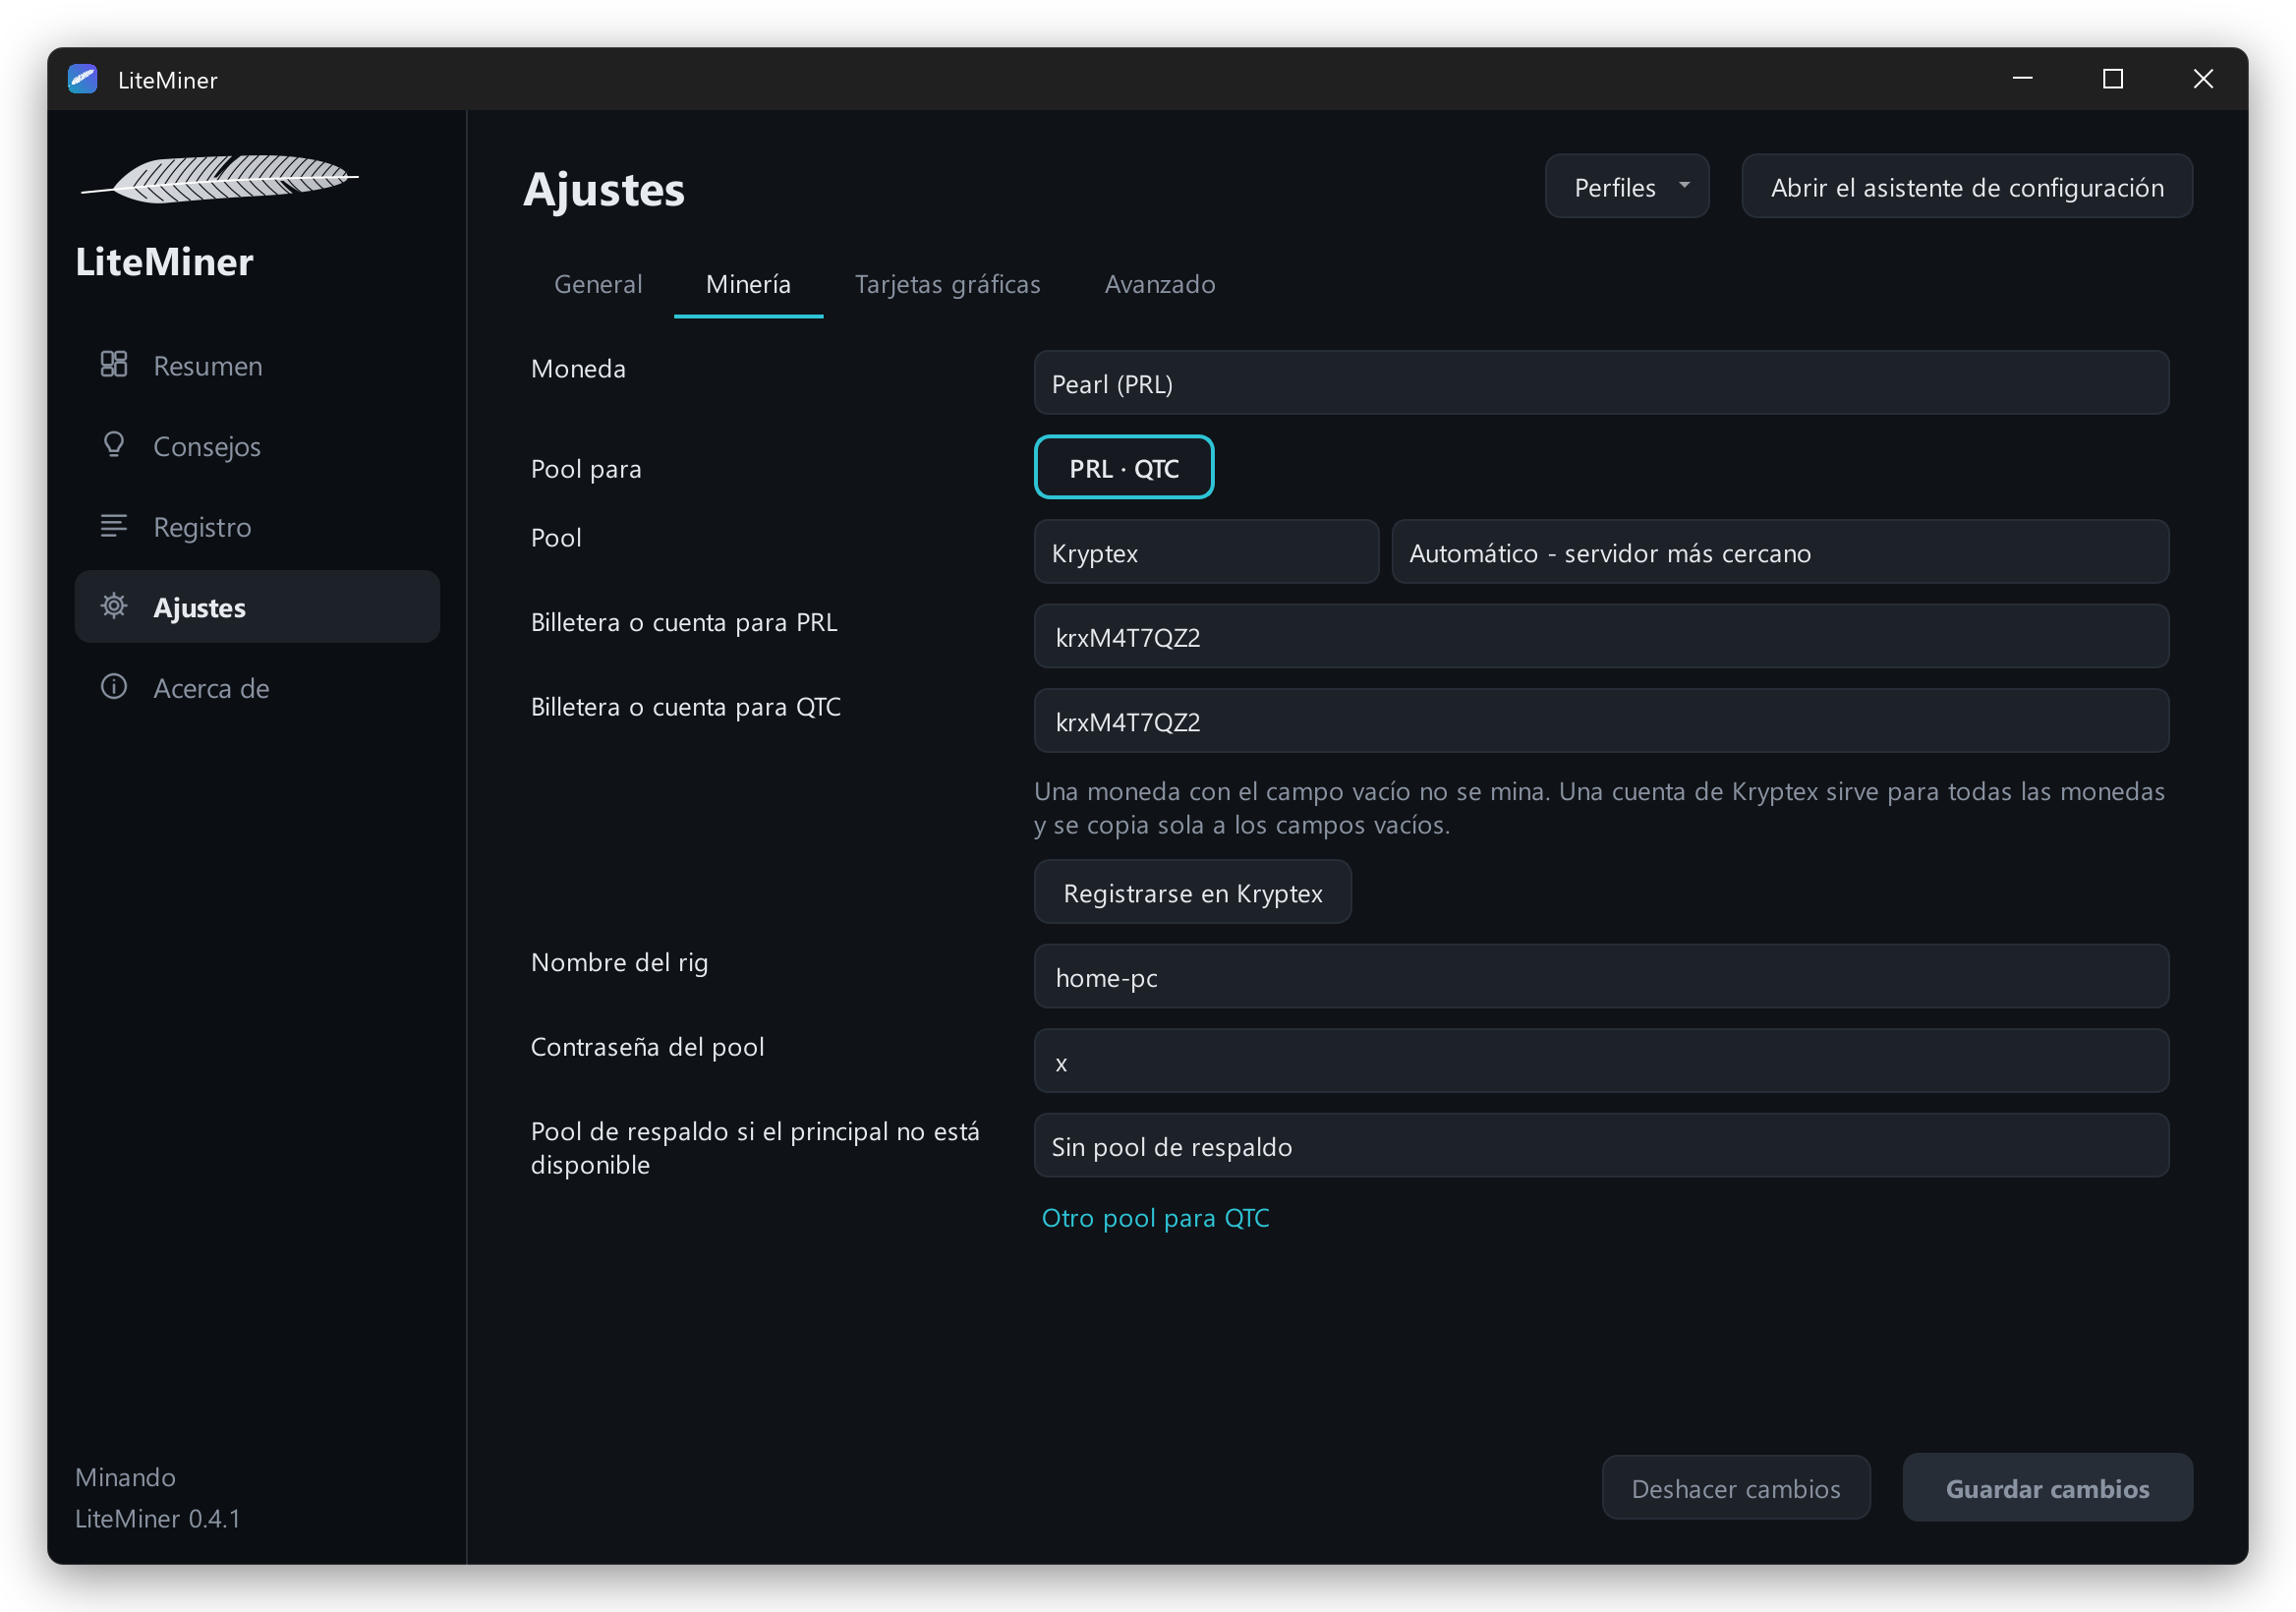 LiteMiner
LiteMiner
Resumen
Consejos
Registro
Ajustes
Acerca de
Minando
LiteMiner 0.4.1
Ajustes
Perfiles
Abrir el asistente de configuración
General
Minería
Tarjetas gráficas
Avanzado
Moneda
Pearl (PRL)
Pool para
PRL · QTC
Pool
Kryptex
Automático - servidor más cercano
Billetera o cuenta para PRL
krxM4T7QZ2
Billetera o cuenta para QTC
krxM4T7QZ2
Una moneda con el campo vacío no se mina. Una cuenta de Kryptex sirve para todas las monedas
y se copia sola a los campos vacíos.
Registrarse en Kryptex
Nombre del rig
home-pc
Contraseña del pool
x
Pool de respaldo si el principal no está
disponible
Sin pool de respaldo
Otro pool para QTC
Deshacer cambios
Guardar cambios